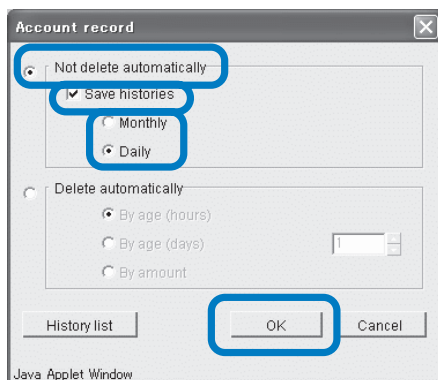 Account record
Not delete automatically
Save histories
Monthly
Daily
Delete automatically
By age (hours)
By age (days)
1
By amount
History list
OK
Cancel
Java Applet Window